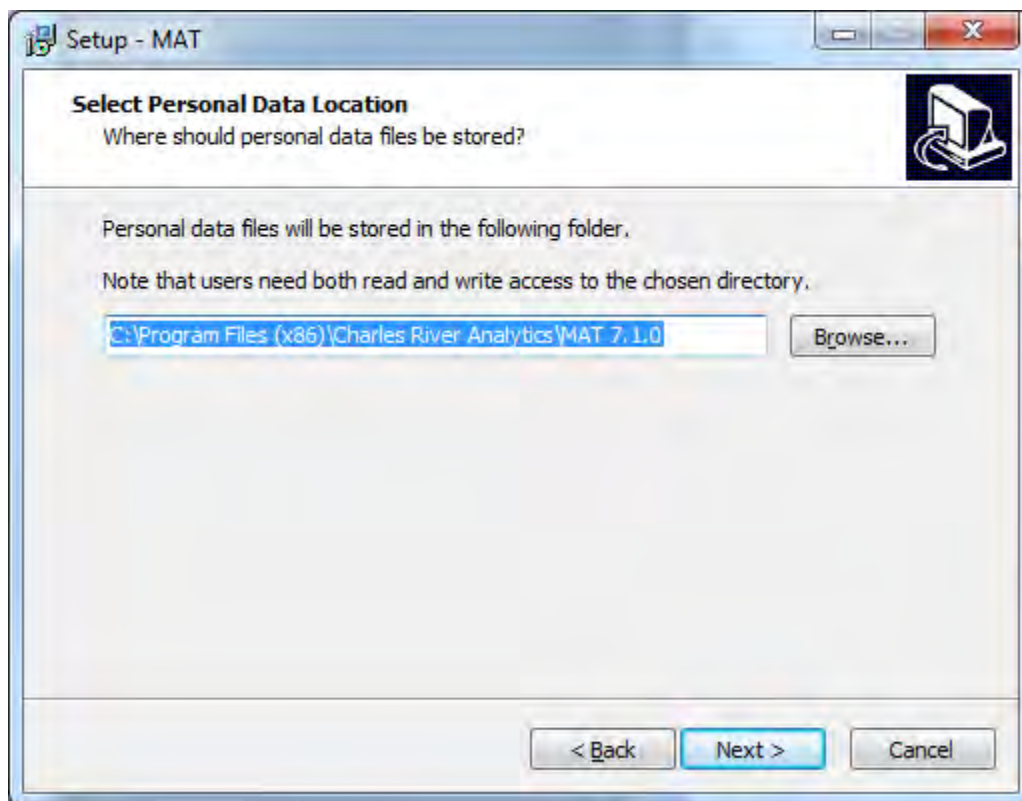 Setup - MAT
Select Personal Data Location
Where should personal data files be stored?
Personal data files will be stored in the following folder.
Note that users need both read and write access to the chosen directory.
C:\Program Files (x86)\Charles River Analytics\MAT 7.1.0
Browse...
< Back
Next >
Cancel